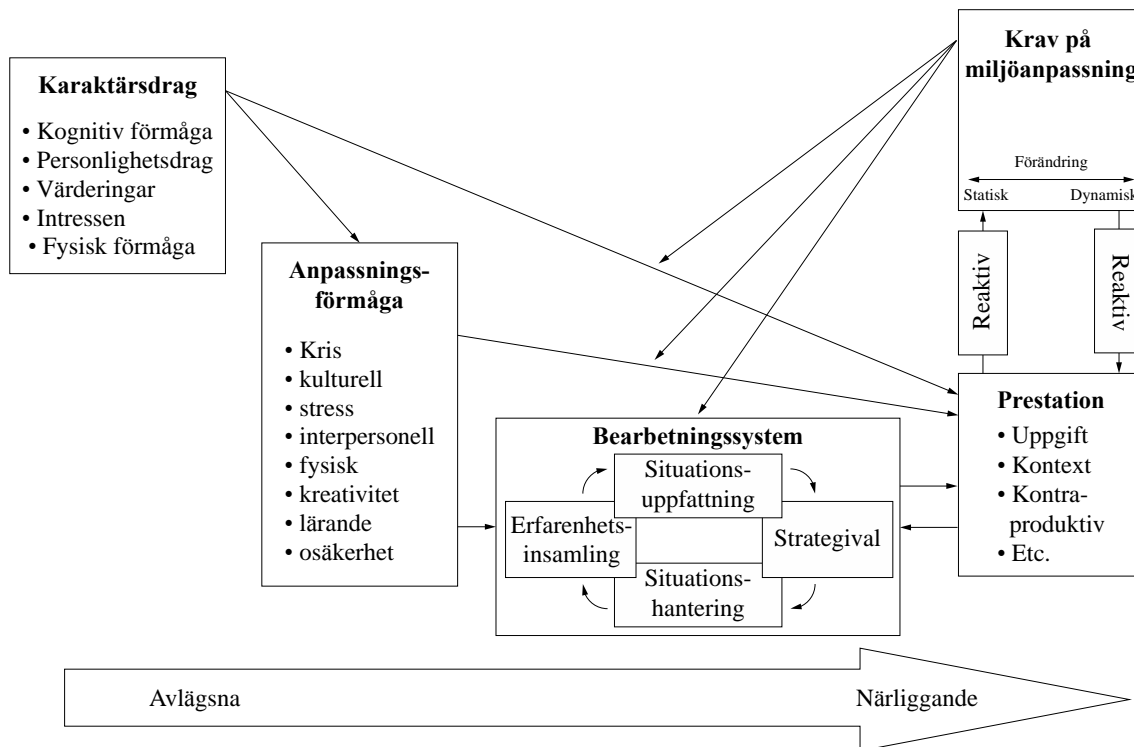 Karaktärsdrag
• Kognitiv förmåga
• Personlighetsdrag
• Värderingar
• Intressen
• Fysisk förmåga
Anpassnings-
förmåga
• Kris
• kulturell
• stress
• interpersonell
• fysisk
• kreativitet
• lärande
• osäkerhet
Bearbetningssystem
Situations-
uppfattning
Erfarenhets-
insamling
Strategival
Situations-
hantering
Krav på
miljöanpassning
Förändring
Statisk
Dynamisk
Reaktiv
Reaktiv
Prestation
• Uppgift
• Kontext
• Kontra-
produktiv
• Etc.
Avlägsna
Närliggande